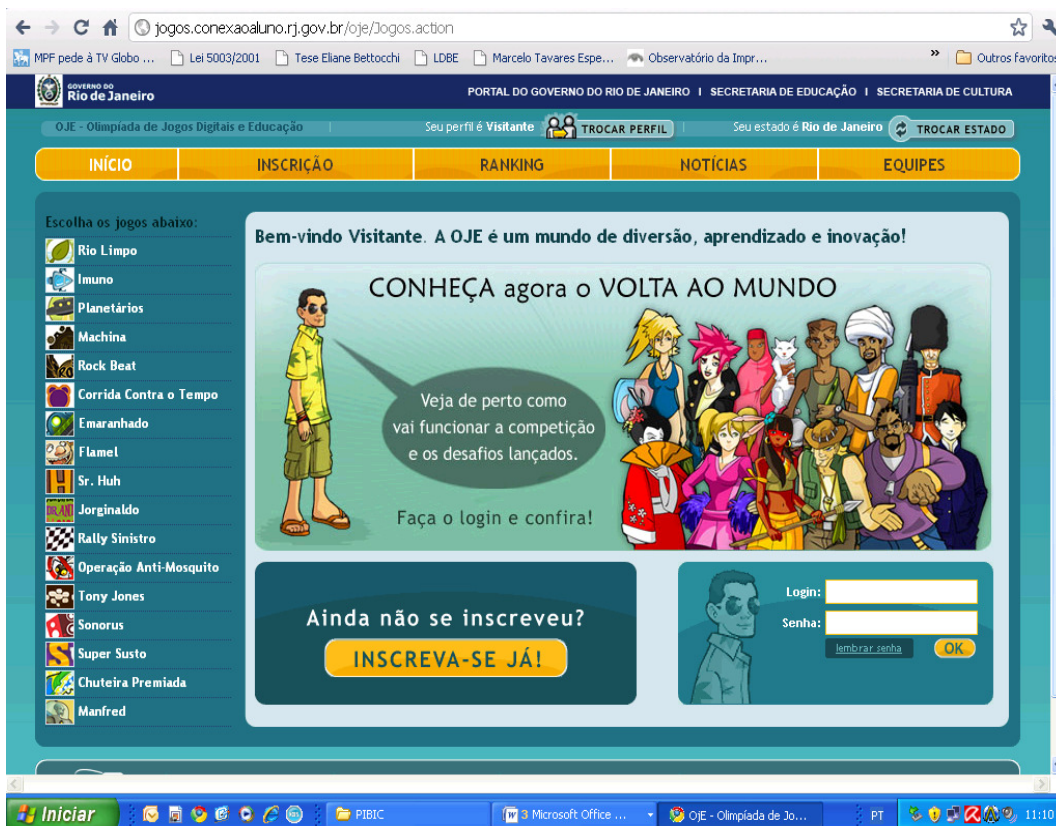 jogos.conexaoaluno.rj.gov.br/oje/Jogos.action
MPF pede à TV Globo ... Lei 5003/2001 Tese Eliane Bettocchi LDBE Marcelo Tavares Espe... Observatório da Impr... » Outros favoritos
GOVERNO DO
Rio de Janeiro
PORTAL DO GOVERNO DO RIO DE JANEIRO I SECRETARIA DE EDUCAÇÃO I SECRETARIA DE CULTURA
OJE - Olimpíada de Jogos Digitais e Educação | Seu perfil é Visitante TROCAR PERFIL | Seu estado é Rio de Janeiro TROCAR ESTADO
INÍCIO INSCRIÇÃO RANKING NOTÍCIAS EQUIPES
Escolha os jogos abaixo:
Rio Limpo
Imuno
Planetários
Machina
Rock Beat
Corrida Contra o Tempo
Emaranhado
Flamel
Sr. Huh
Jorginaldo
Rally Sinistro
Operação Anti-Mosquito
Tony Jones
Sonorus
Super Susto
Chuteira Premiada
Manfred
Bem-vindo Visitante. A OJE é um mundo de diversão, aprendizado e inovação!
CONHEÇA agora o VOLTA AO MUNDO
Veja de perto como
vai funcionar a competição
e os desafios lançados.
Faça o login e confira!
Ainda não se inscreveu?
INSCREVA-SE JÁ!
Login:
Senha:
lembrar senha OK
Iniciar PIBIC 3 Microsoft Office ... OjE - Olimpíada de Jo... PT 11:10